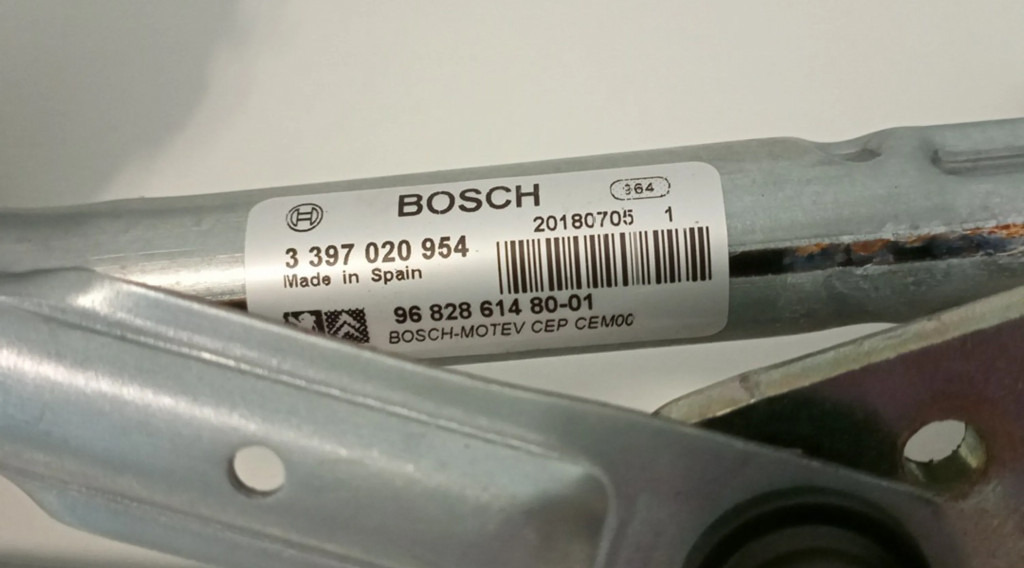 BOSCH
964
20180705 1
3 397 020 954
Made in Spain
96 828 614 80-01
BOSCH-MOTEV CEP CEM00